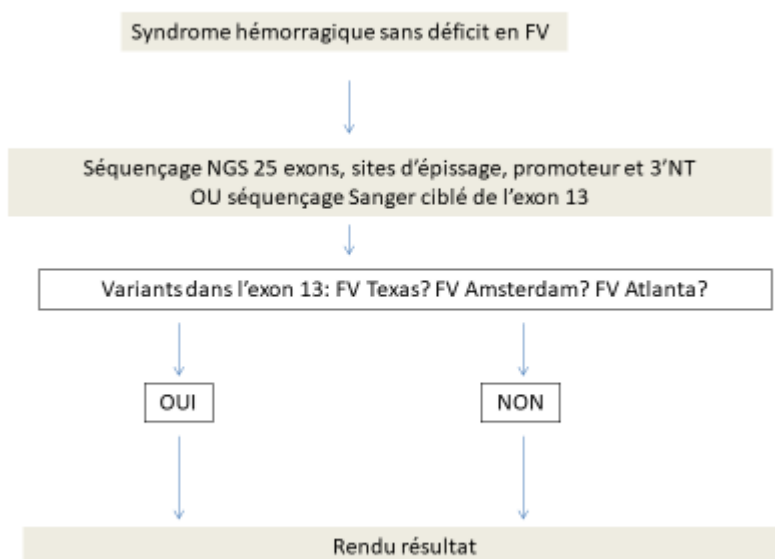 Syndrome hémorragique sans déficit en FV
Séquençage NGS 25 exons, sites d'épissage, promoteur et 3'NT
OU séquençage Sanger ciblé de l'exon 13
Variants dans l'exon 13: FV Texas? FV Amsterdam? FV Atlanta?
OUI
NON
Rendu résultat